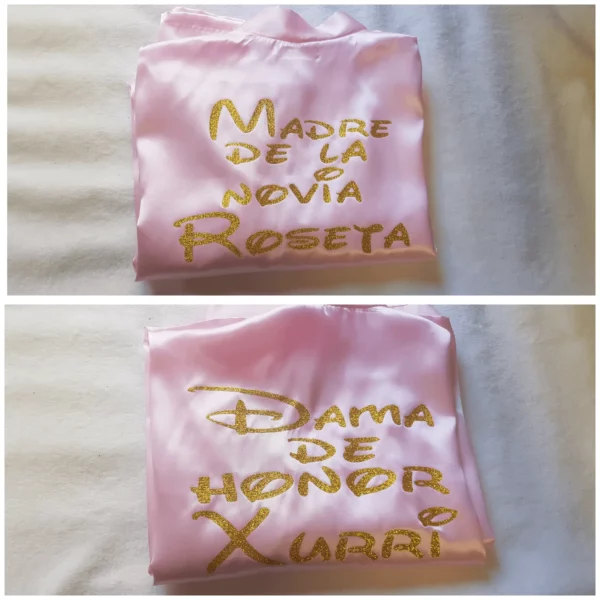 MADRE
DE LA
NOVIA
ROSETA
DAMA
DE
HONOR
XURRI